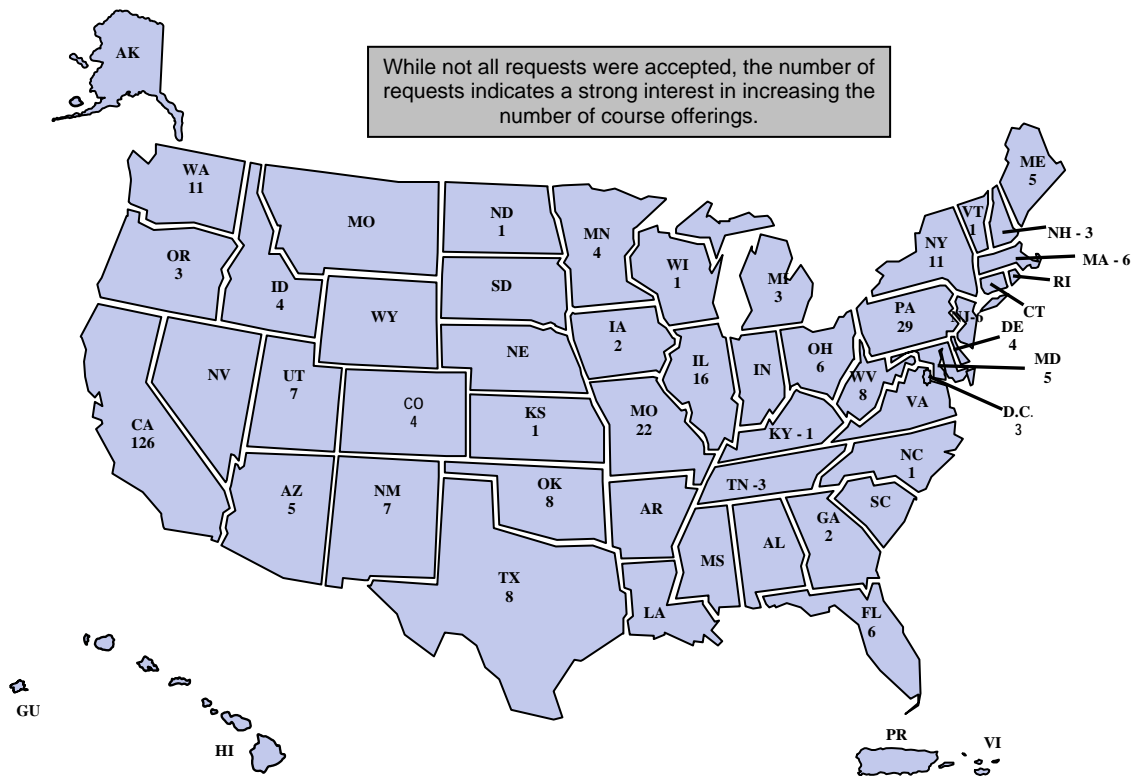 AK
While not all requests were accepted, the number of
requests indicates a strong interest in increasing the
number of course offerings.
WA
11
MO
ND
1
MN
4
ME
5
VT
1
NH - 3
NY
11
MA - 6
RI
CT
OR
3
ID
4
SD
WI
1
MI
3
WY
PA
29
DE
4
IA
2
NE
MD
5
NV
UT
7
CO
4
IL
16
IN
OH
6
WV
8
VA
D.C.
3
CA
126
KS
1
MO
22
KY - 1
NC
1
AZ
5
NM
7
OK
8
AR
TN -3
SC
GA
2
AL
MS
TX
8
LA
FL
6
GU
HI
PR
VI